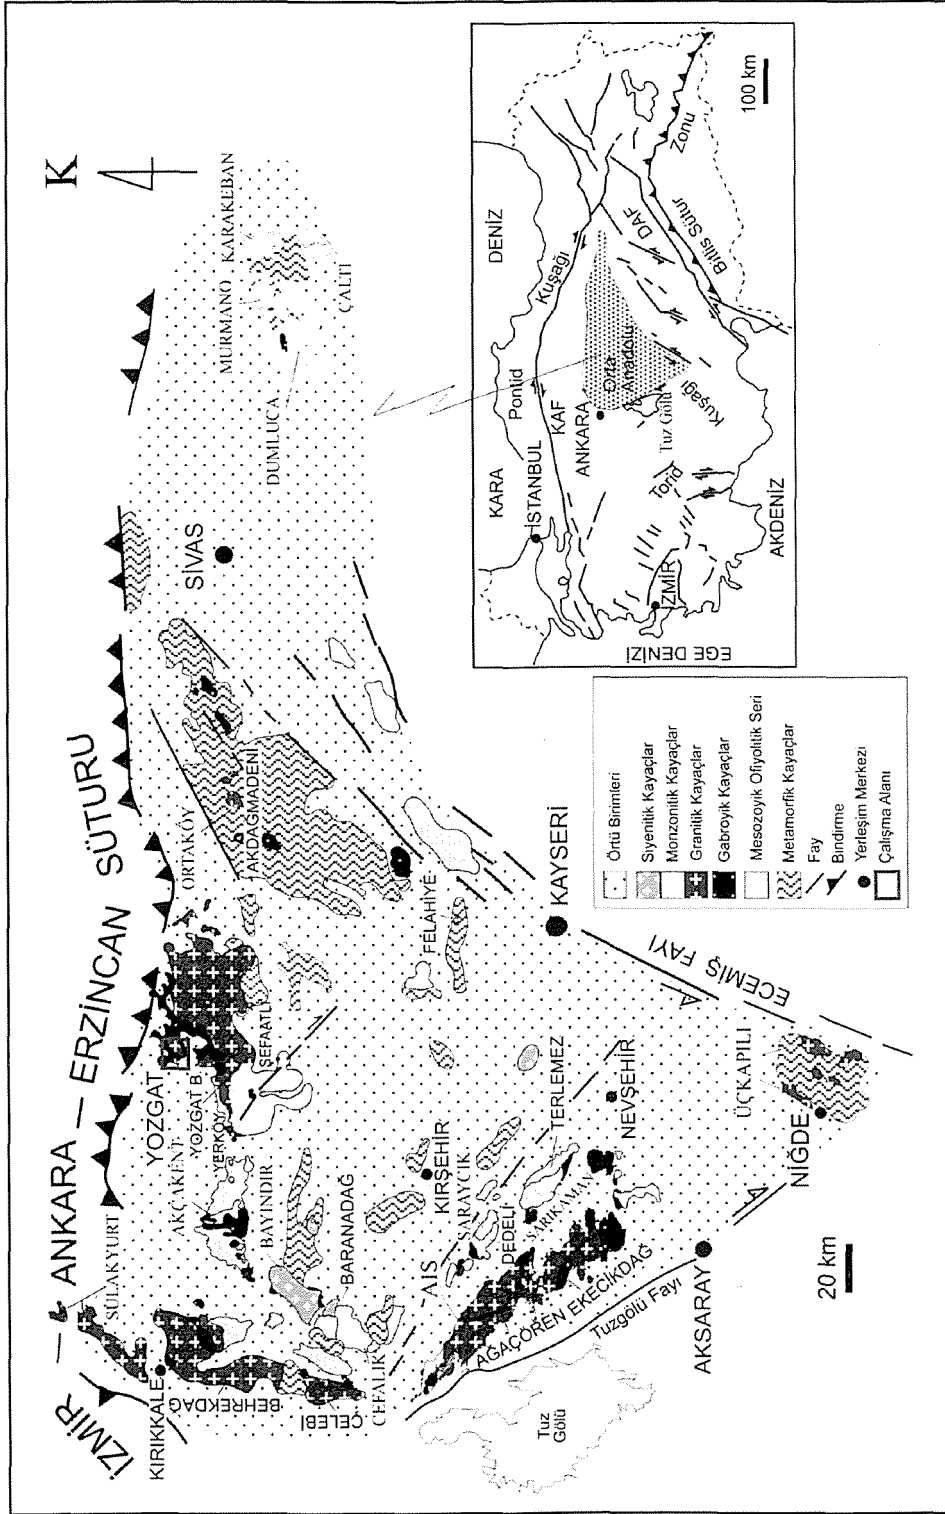 K
İZMİR — ANKARA — ERZİNCAN SÜTURU
SULAKYURT
KIRIKKALE
BEHREKDAĞ
ÇELEBİ
CEFALIK
AKÇAKENT
BAYINDIR
BARANADAĞ
YOZGAT
YOZGAT B.
YERKÖY
ŞEFAATLİ
ORTAKÖY
AKDAĞMADENİ
FELAHİYE
SİVAS
DUMLUCA
MURMANO
KARAKEBAN
ÇALTI
KIRŞEHİR
SARAYCIK
AIS
DEDELİ
SARIKAMAN
TERLEMEZ
NEVŞEHİR
AĞAÇÖREN EKECİKDAĞ
Tuzgölü Fayı
Tuz
Gölü
AKSARAY
NİĞDE
ÜÇKAPILI
KAYSERİ
ECEMİŞ FAYI
20 km
Örtü Birimleri
Siyenitik Kayaçlar
Monzonitik Kayaçlar
Granitik Kayaçlar
Gabroyik Kayaçlar
Mesozoyik Ofiyolitik Seri
Metamorfik Kayaçlar
Fay
Bindirme
Yerleşim Merkezi
Çalışma Alanı
KARA
DENİZ
İSTANBUL
Pontid
Kuşağı
KAF
ANKARA
Orta
Anadolu
Tuz Gölü
DAF
Bitlis Sütur
Zonu
Torid
Kuşağı
İZMİR
EGE DENİZİ
AKDENİZ
100 km